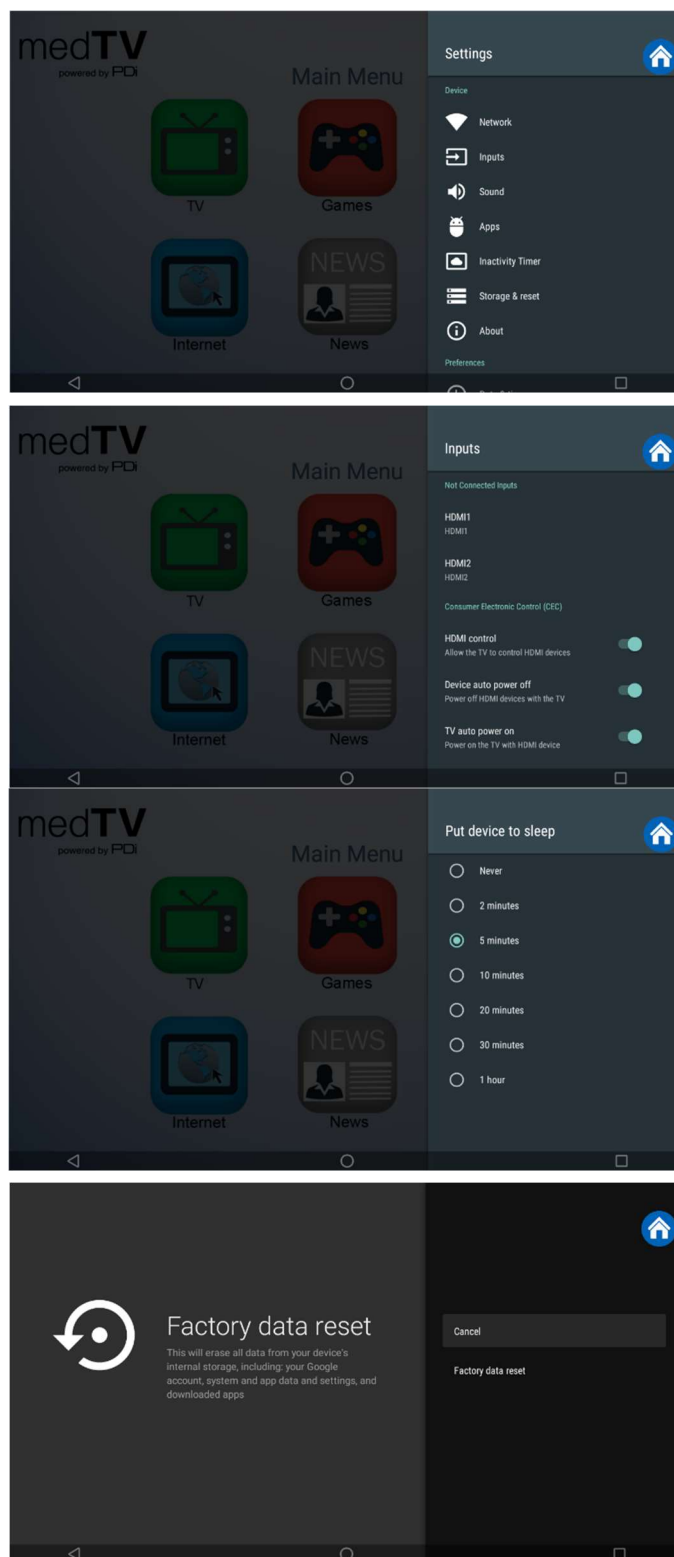 medTV
powered by PDi
Main Menu
TV
Games
Internet
NEWS
News
Settings
Device
Network
Inputs
Sound
Apps
Inactivity Timer
Storage & reset
About
Preferences
medTV
powered by PDi
Main Menu
TV
Games
Internet
NEWS
News
Inputs
Not Connected Inputs
HDMI1
HDMI1
HDMI2
HDMI2
Consumer Electronic Control (CEC)
HDMI control
Allow the TV to control HDMI devices
Device auto power off
Power off HDMI devices with the TV
TV auto power on
Power on the TV with HDMI device
medTV
powered by PDi
Main Menu
TV
Games
Internet
NEWS
News
Put device to sleep
Never
2 minutes
5 minutes
10 minutes
20 minutes
30 minutes
1 hour
Factory data reset
This will erase all data from your device's
internal storage, including: your Google
account, system and app data and settings, and
downloaded apps
Cancel
Factory data reset